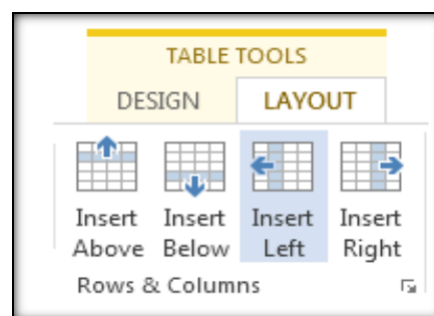 TABLE TOOLS
DESIGN LAYOUT
Insert Above
Insert Below
Insert Left
Insert Right
Rows & Columns